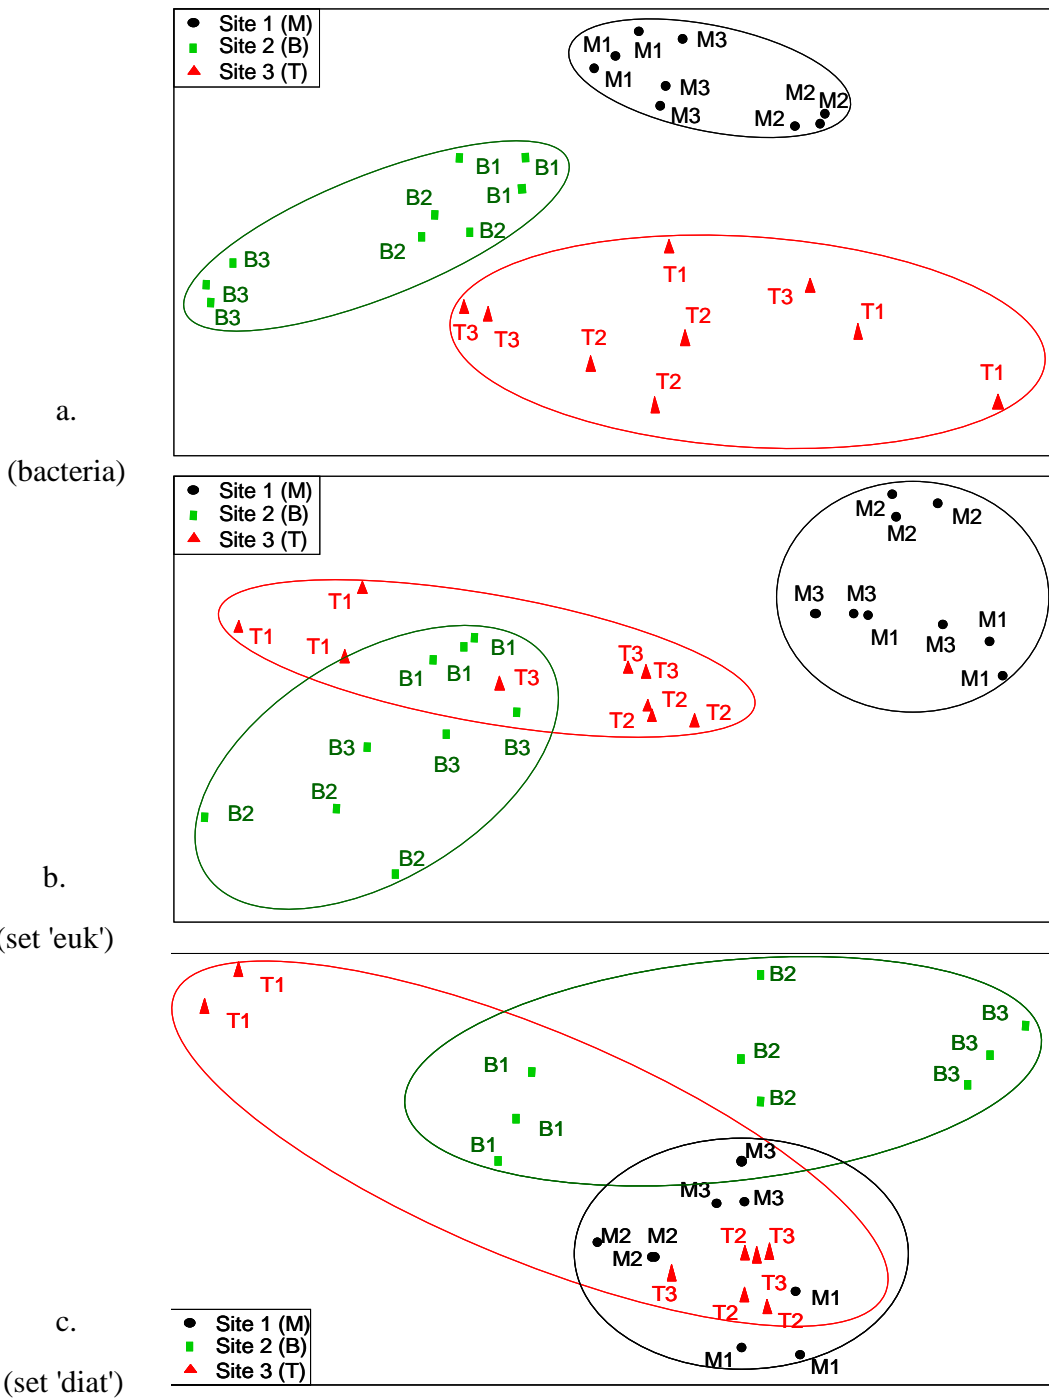 Site 1 (M)
Site 2 (B)
Site 3 (T)
M1
M1
M3
M1
M3
M3
M2
M2
M2
B1
B1
B1
B2
B2
B2
B3
B3
B3
T1
T3
T1
T3
T3
T2
T2
T1
T2
a.
(bacteria)
Site 1 (M)
Site 2 (B)
Site 3 (T)
M2
M2
M2
M3
M3
M1
M3
M1
M1
T1
T1
T1
B1
B1
B1
T3
T3
T3
T2
T2
T2
B3
B3
B3
B2
B2
B2
b.
(set 'euk')
T1
T1
B2
B3
B3
B3
B2
B1
B2
B1
B1
M3
M3
M3
M2
M2
M2
T2
T3
T3
T3
T2
T2
M1
M1
M1
c.
(set 'diat')
Site 1 (M)
Site 2 (B)
Site 3 (T)